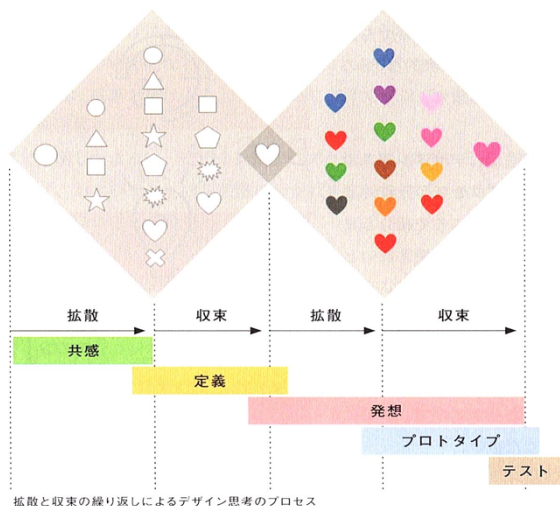 拡散
収束
拡散
収束
共感
定義
発想
プロトタイプ
テスト
拡散と収束の繰り返しによるデザイン思考のプロセス